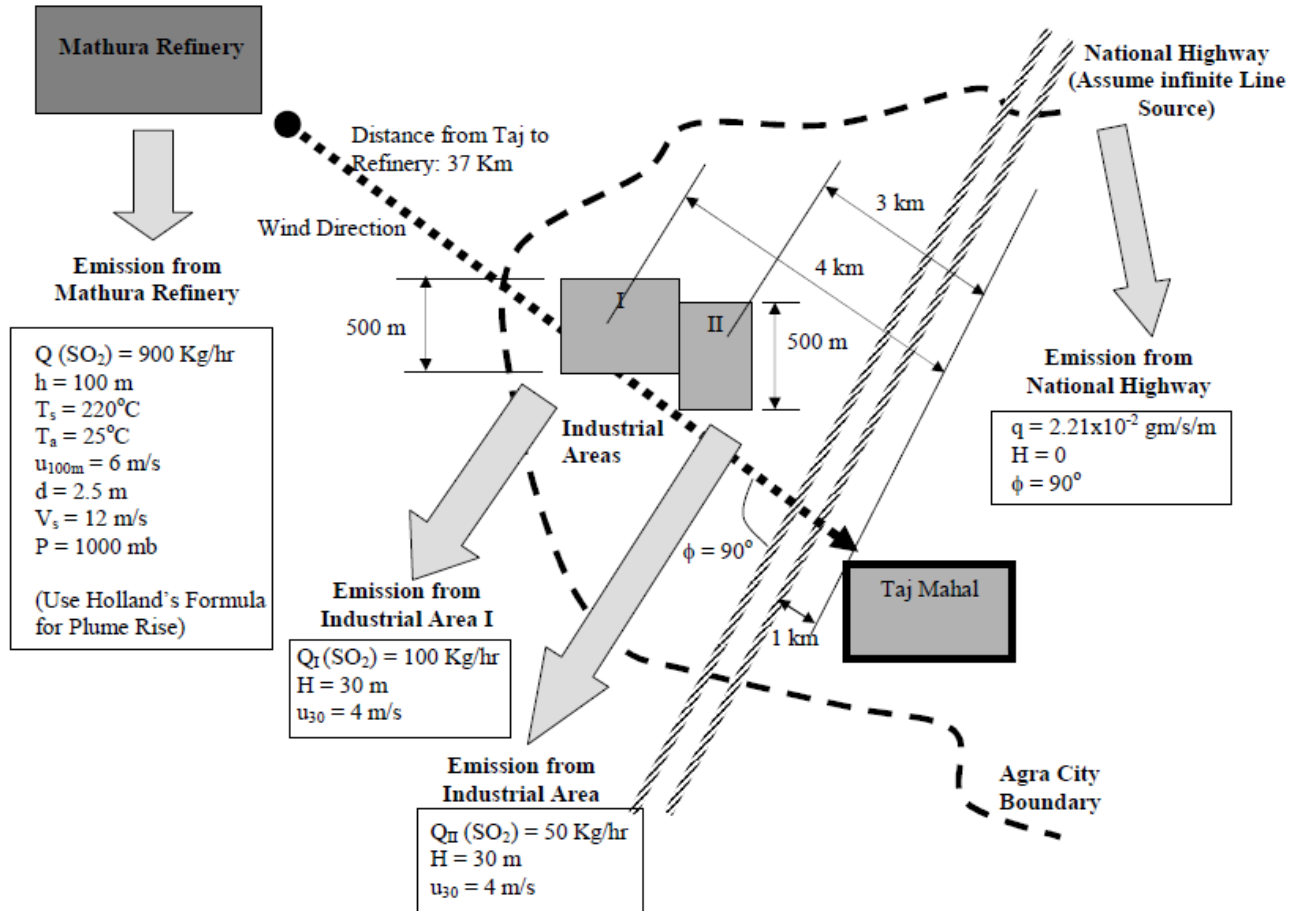 Mathura Refinery
National Highway
(Assume infinite Line
Source)
Distance from Taj to
Refinery: 37 Km
Wind Direction
3 km
4 km
Emission from
Mathura Refinery
I
II
500 m
500 m
Q (SO₂) = 900 Kg/hr
h = 100 m
Tₛ = 220°C
Tₐ = 25°C
u₁₀₀ₘ = 6 m/s
d = 2.5 m
Vₛ = 12 m/s
P = 1000 mb
(Use Holland's Formula
for Plume Rise)
Emission from
National Highway
q = 2.21x10⁻² gm/s/m
H = 0
ϕ = 90°
Industrial
Areas
ϕ = 90°
Taj Mahal
1 km
Emission from
Industrial Area I
Q_I (SO₂) = 100 Kg/hr
H = 30 m
u₃₀ = 4 m/s
Emission from
Industrial Area
Q_II (SO₂) = 50 Kg/hr
H = 30 m
u₃₀ = 4 m/s
Agra City
Boundary